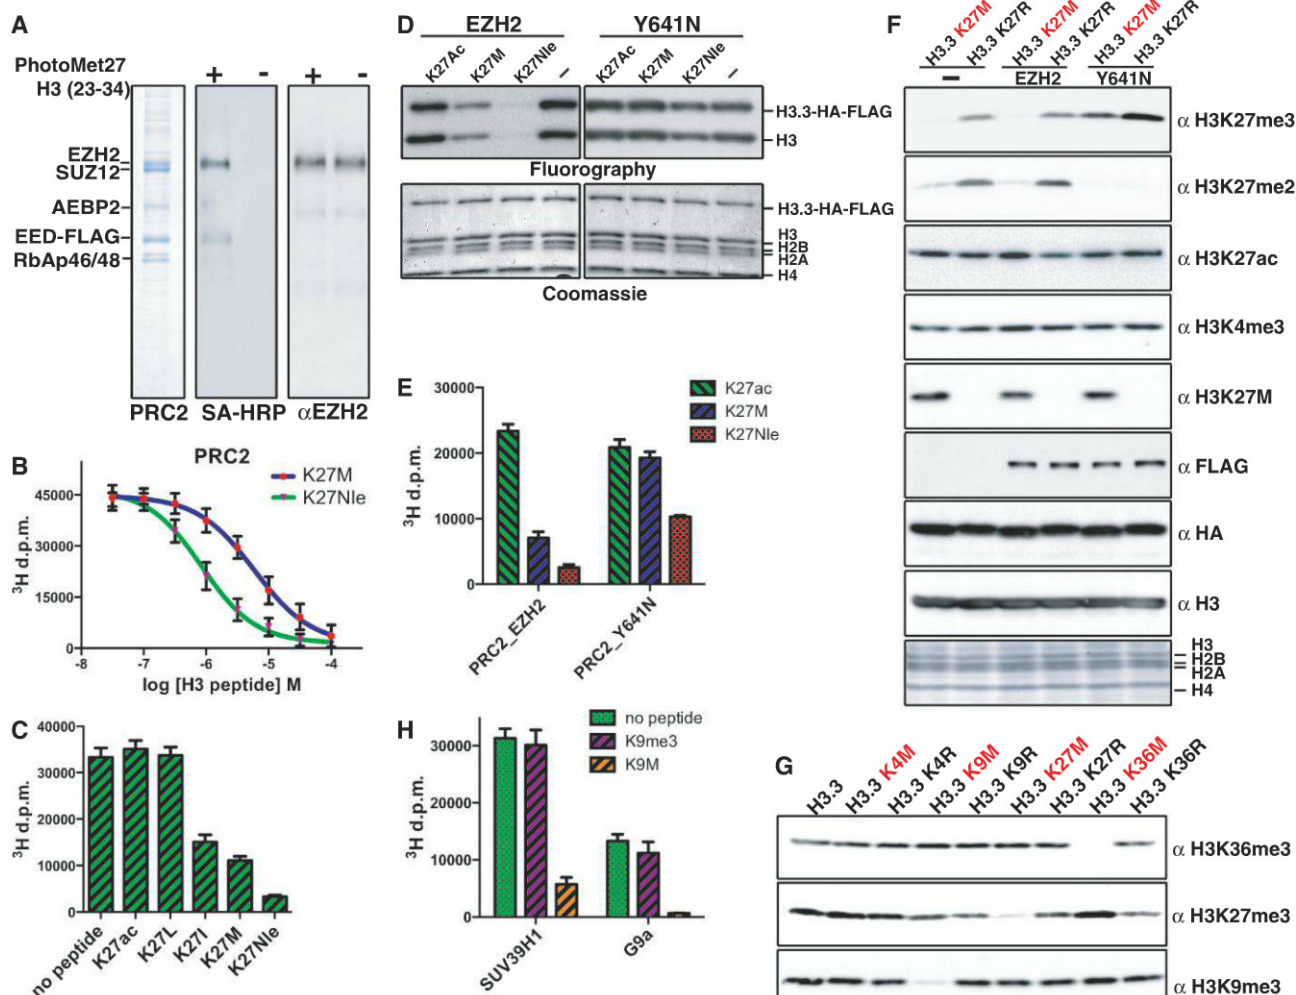 A
PhotoMet27 + - + -
H3 (23-34)
EZH2
SUZ12
AEBP2
EED-FLAG
RbAp46/48
PRC2 SA-HRP αEZH2
B
PRC2
K27M
K27Nle
³H d.p.m.
45000
30000
15000
0
-8 -7 -6 -5 -4
log [H3 peptide] M
C
³H d.p.m.
40000
30000
20000
10000
0
no peptide K27ac K27L K27I K27M K27Nle
D
EZH2 Y641N
K27Ac K27M K27Nle – K27Ac K27M K27Nle –
H3.3-HA-FLAG
H3
Fluorography
H3.3-HA-FLAG
H3
H2B
H2A
H4
Coomassie
E
³H d.p.m.
30000
20000
10000
0
K27ac
K27M
K27Nle
PRC2_EZH2 PRC2_Y641N
H
³H d.p.m.
30000
20000
10000
0
no peptide
K9me3
K9M
SUV39H1 G9a
F
H3.3 K27M H3.3 K27R H3.3 K27M H3.3 K27R H3.3 K27M H3.3 K27R
– EZH2 Y641N
α H3K27me3
α H3K27me2
α H3K27ac
α H3K4me3
α H3K27M
α FLAG
α HA
α H3
H3
H2B
H2A
H4
G
H3.3 H3.3 K4M H3.3 K4R H3.3 K9M H3.3 K9R H3.3 K27M H3.3 K27R H3.3 K36M H3.3 K36R
α H3K36me3
α H3K27me3
α H3K9me3